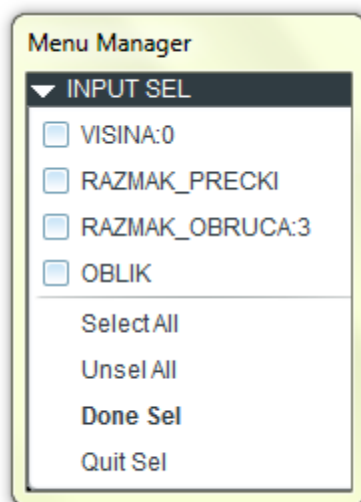 Menu Manager
INPUT SEL
VISINA:0
RAZMAK_PRECKI
RAZMAK_OBRUCA:3
OBLIK
Select All
Unsel All
Done Sel
Quit Sel